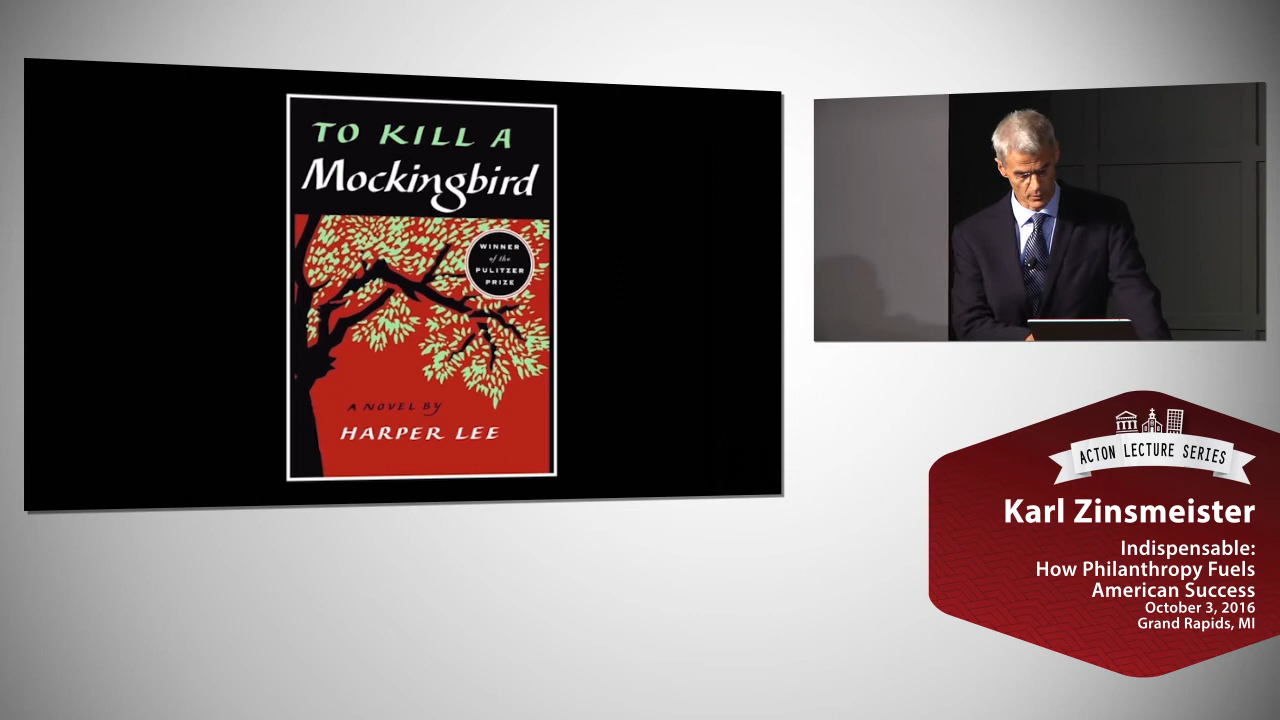 TO KILL A
Mockingbird
WINNER
of the
PULITZER
PRIZE
A NOVEL BY
HARPER LEE
ACTON LECTURE SERIES
Karl Zinsmeister
Indispensable:
How Philanthropy Fuels
American Success
October 3, 2016
Grand Rapids, MI